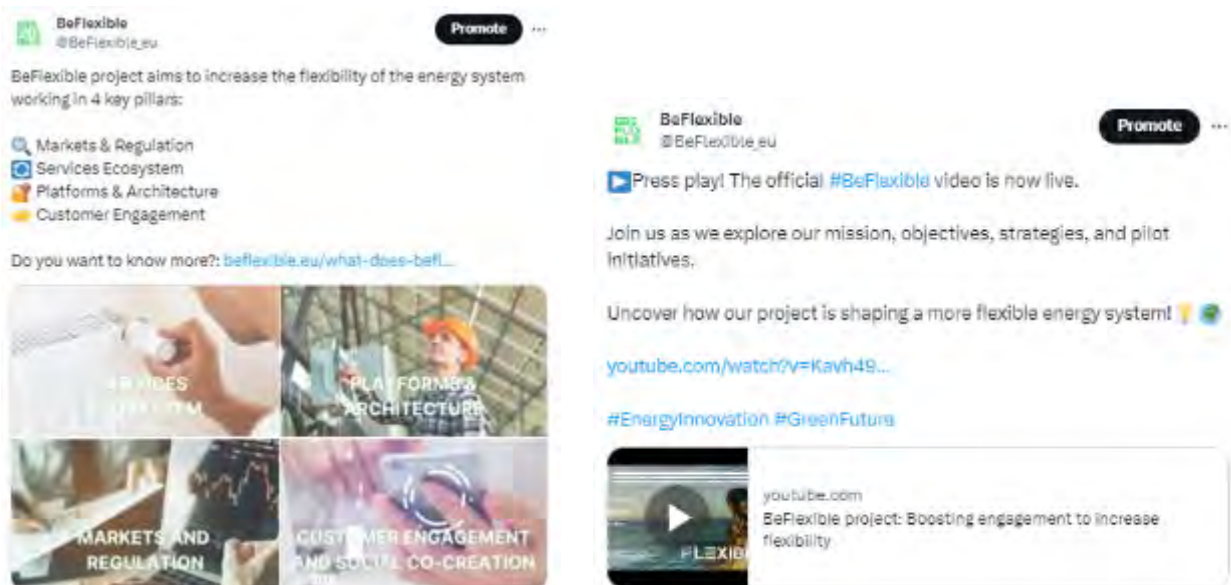 BeFlexible
@BeFlexible_eu
Promote
BeFlexible project aims to increase the flexibility of the energy system
working in 4 key pillars:
Markets & Regulation
Services Ecosystem
Platforms & Architecture
Customer Engagement
Do you want to know more?: beflexible.eu/what-does-befl...
PLATFORMS &
ARCHITECTURE
MARKETS AND
REGULATION
CUSTOMER ENGAGEMENT
AND SOCIAL CO-CREATION
BeFlexible
@BeFlexible_eu
Promote
Press play! The official #BeFlexible video is now live.
Join us as we explore our mission, objectives, strategies, and pilot
initiatives.
Uncover how our project is shaping a more flexible energy system!
youtube.com/watch?v=Kavh49...
#EnergyInnovation #GreenFuture
youtube.com
BeFlexible project: Boosting engagement to increase
flexibility
FLEXIB